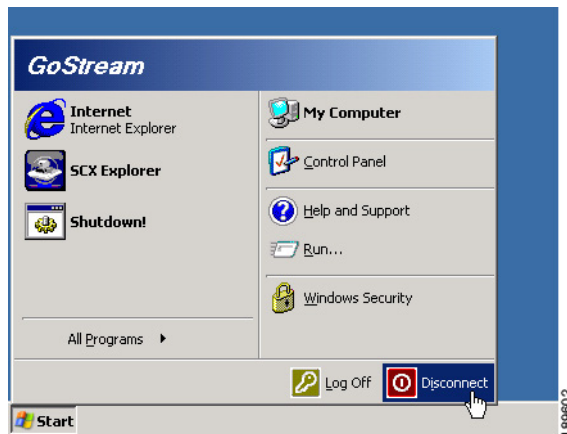 GoStream
Internet
Internet Explorer
SCX Explorer
Shutdown!
All Programs
My Computer
Control Panel
Help and Support
Run...
Windows Security
Log Off
Disconnect
Start
189602